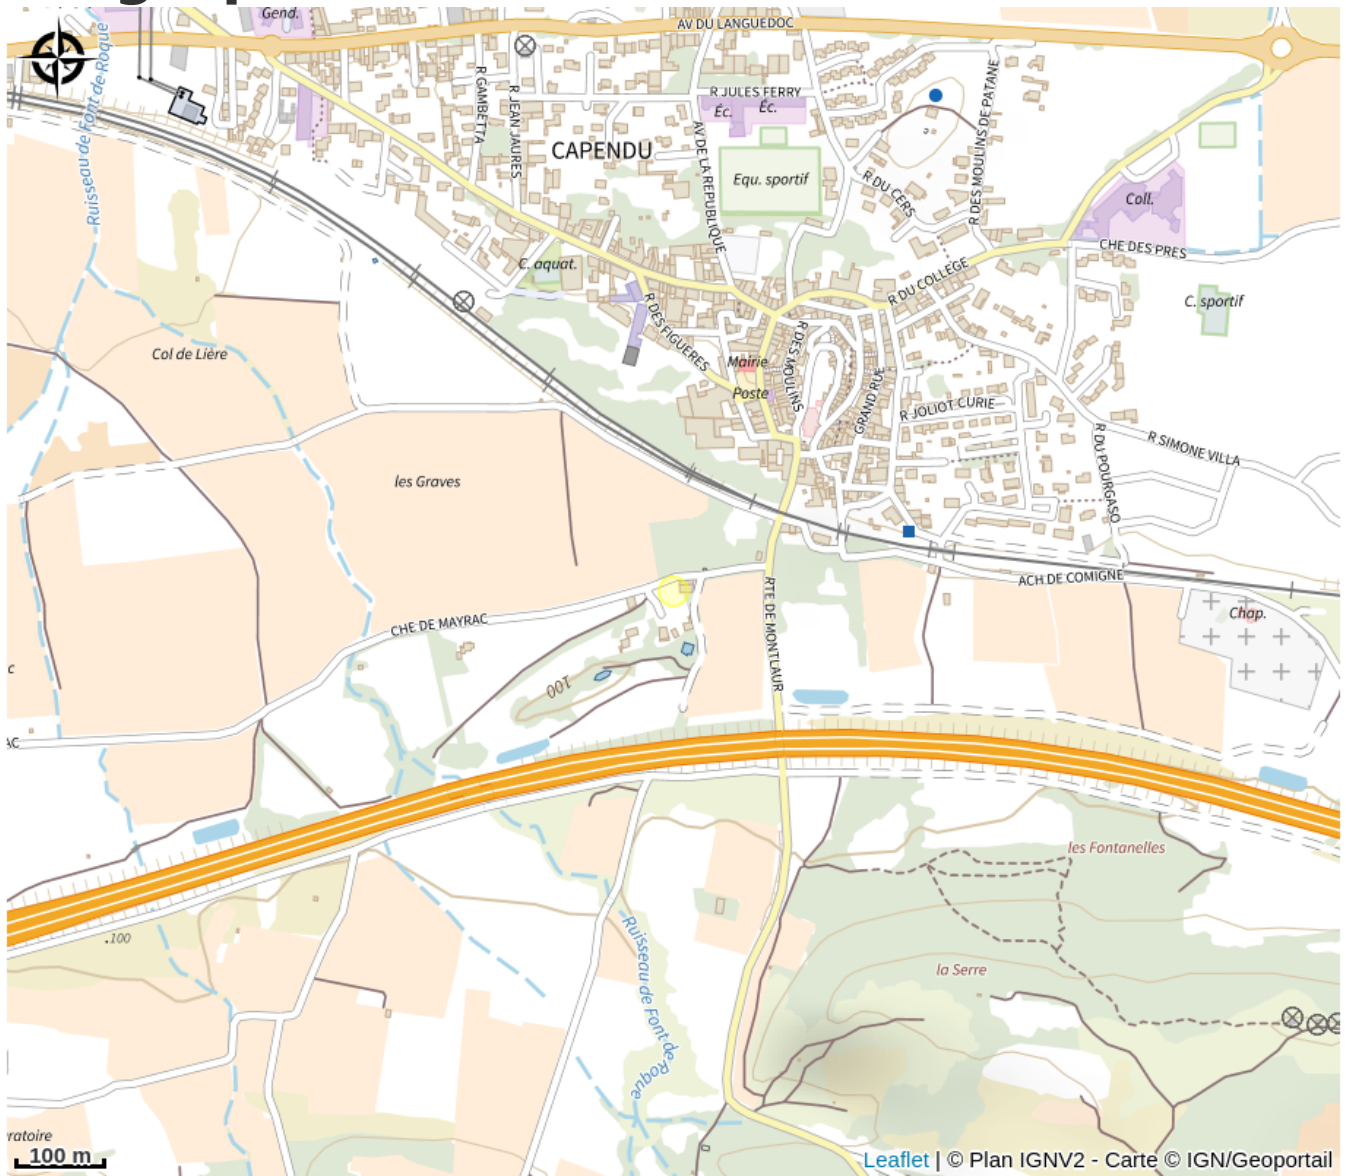 Gend.
AV DU LANGUEDOC
Ruisseau de Font de Roque
R GAMBETTA
R JEAN JAURES
R JULES FERRY
Éc.
Éc.
CAPENDU
AV DE LA REPUBLIQUE
Equ. sportif
R DU CERS
R DES MOULINS DE PATANE
Coll.
CHE DES PRES
C. aquat.
R DU COLLEGE
C. sportif
R DES FIGUERES
Col de Lière
Mairie
R DES MOULINS
Poste
GRAND RUE
R JOLIOT CURIE
R SIMONE VILLA
R DU POURGASO
les Graves
ACH DE COMIGNE
RTE DE MONTLAUR
CHE DE MAYRAC
Chap.
c
100
AC
les Fontanelles
.100
la Serre
Ruisseau de Font de
Roque
ratoire
100 m
Leaflet | © Plan IGNV2 - Carte © IGN/Geoportail